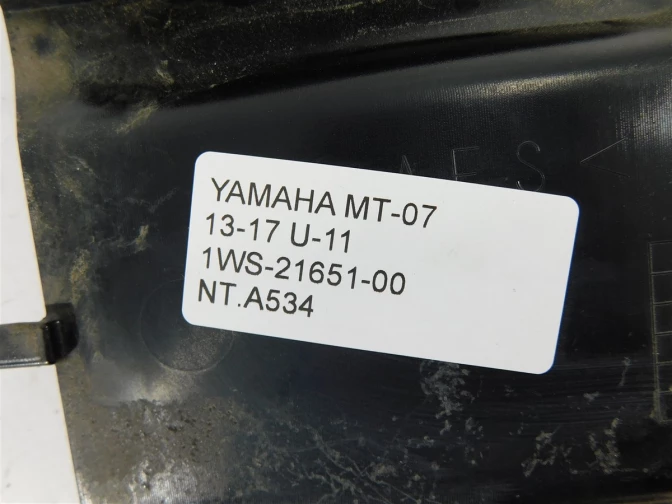 YAMAHA MT-07
13-17 U-11
1WS-21651-00
NT.A534